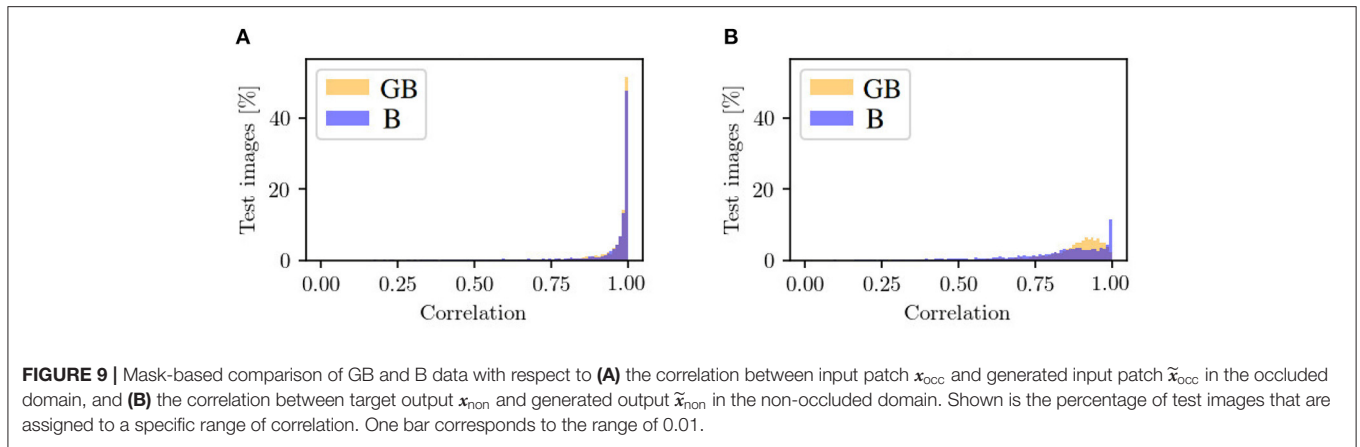 A
Test images [%]
40
20
0
GB
B
0.00 0.25 0.50 0.75 1.00
Correlation
B
Test images [%]
40
20
0
GB
B
0.00 0.25 0.50 0.75 1.00
Correlation
FIGURE 9 | Mask-based comparison of GB and B data with respect to (A) the correlation between input patch xocc and generated input patch x̃occ in the occluded
domain, and (B) the correlation between target output xnon and generated output x̃non in the non-occluded domain. Shown is the percentage of test images that are
assigned to a specific range of correlation. One bar corresponds to the range of 0.01.